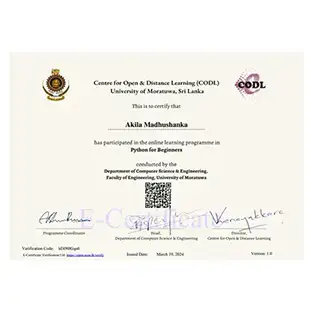 Centre for Open & Distance Learning (CODL)
University of Moratuwa, Sri Lanka
CODL
This is to certify that
Akila Madhushanka
has participated in the online learning programme in
Python for Beginners
conducted by the
Department of Computer Science & Engineering,
Faculty of Engineering, University of Moratuwa
E-Certificate
Programme Coordinator
Head,
Department of Computer Science & Engineering
Director,
Centre for Open & Distance Learning
Verification Code:
E-Certificate Verification Url:
Issued Date: March 19, 2024
Version: 1.0